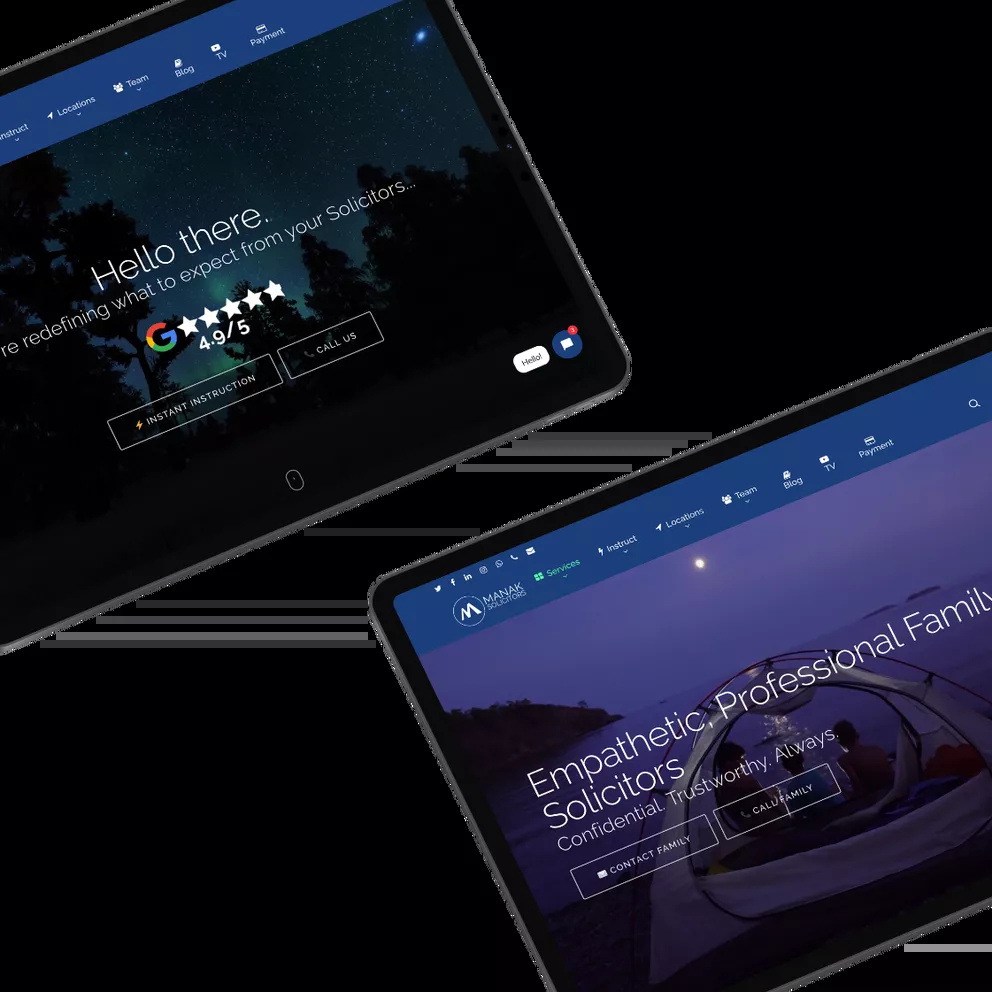 Instruct
Locations
Team
Blog
TV
Payment
Hello there.
re redefining what to expect from your Solicitors...
G
4.9/5
INSTANT INSTRUCTION
CALL US
Hello!
MANAK
SOLICITORS
Services
Instruct
Locations
Team
Blog
TV
Payment
Empathetic, Professional Family
Solicitors
Confidential. Trustworthy. Always.
CONTACT FAMILY
CALL FAMILY